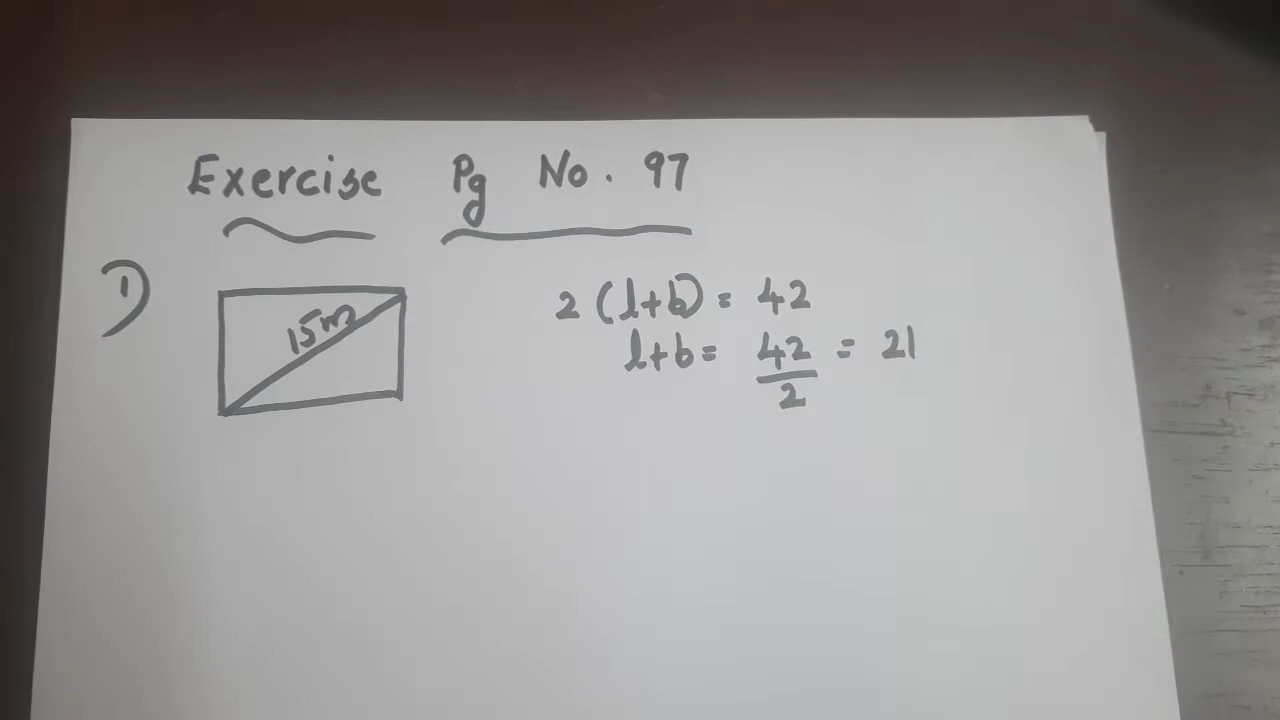 Exercise Pg No. 97
1)
15m
2 (l+b) = 42
l+b = 42/2 = 21